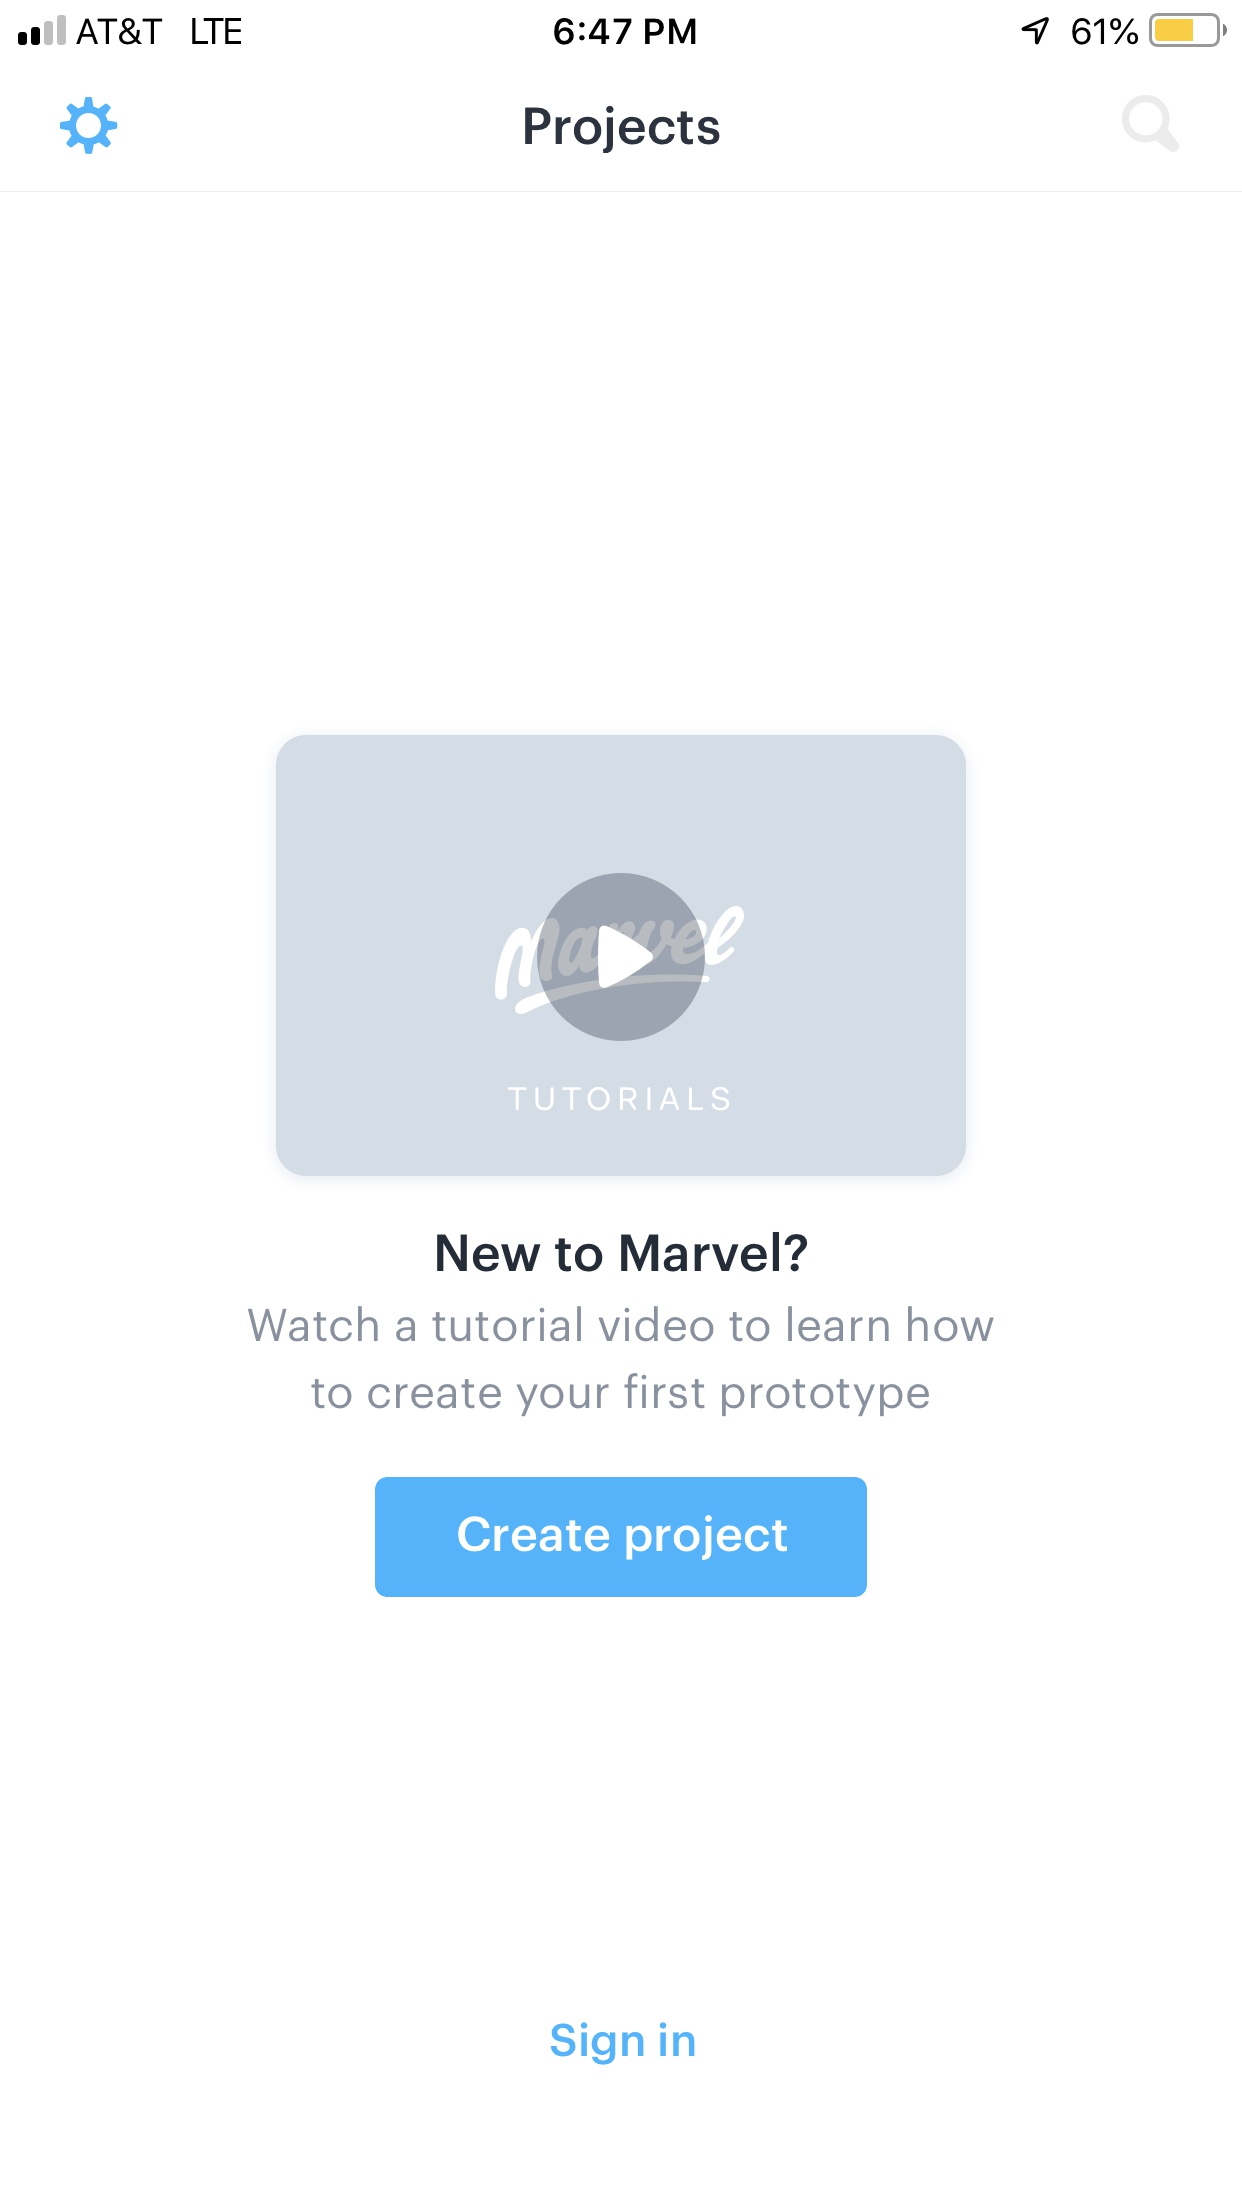 AT&T LTE 6:47 PM 61%
Projects
Marvel
TUTORIALS
New to Marvel?
Watch a tutorial video to learn how
to create your first prototype
Create project
Sign in